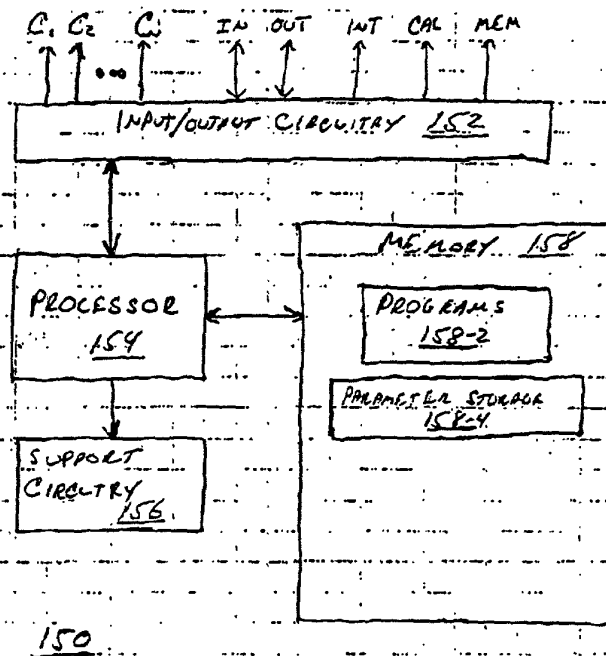 C1 C2 ... CN IN OUT INT CAL MEM
INPUT/OUTPUT CIRCUITRY 152
MEMORY 158
PROCESSOR
154
PROGRAMS
158-2
PARAMETER STORAGE
158-4
SUPPORT
CIRCUITRY
156
150